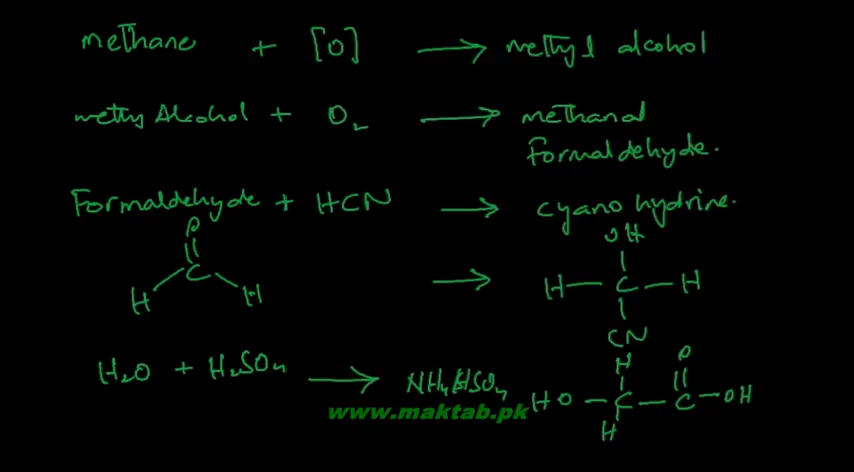 methane + [O] → methyl alcohol
methy Alcohol + O2 → methanal
Formaldehyde.
Formaldehyde + HCN → cyano hydrine.
O OH
C → H C H
H H
CN
H2O + H2SO4 → NH4HSO4 H O
HO C C OH
H
www.maktab.pk